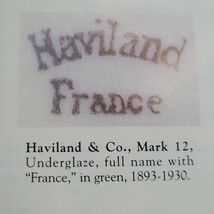 Haviland
France
Haviland & Co., Mark 12,
Underglaze, full name with
“France,” in green, 1893-1930.